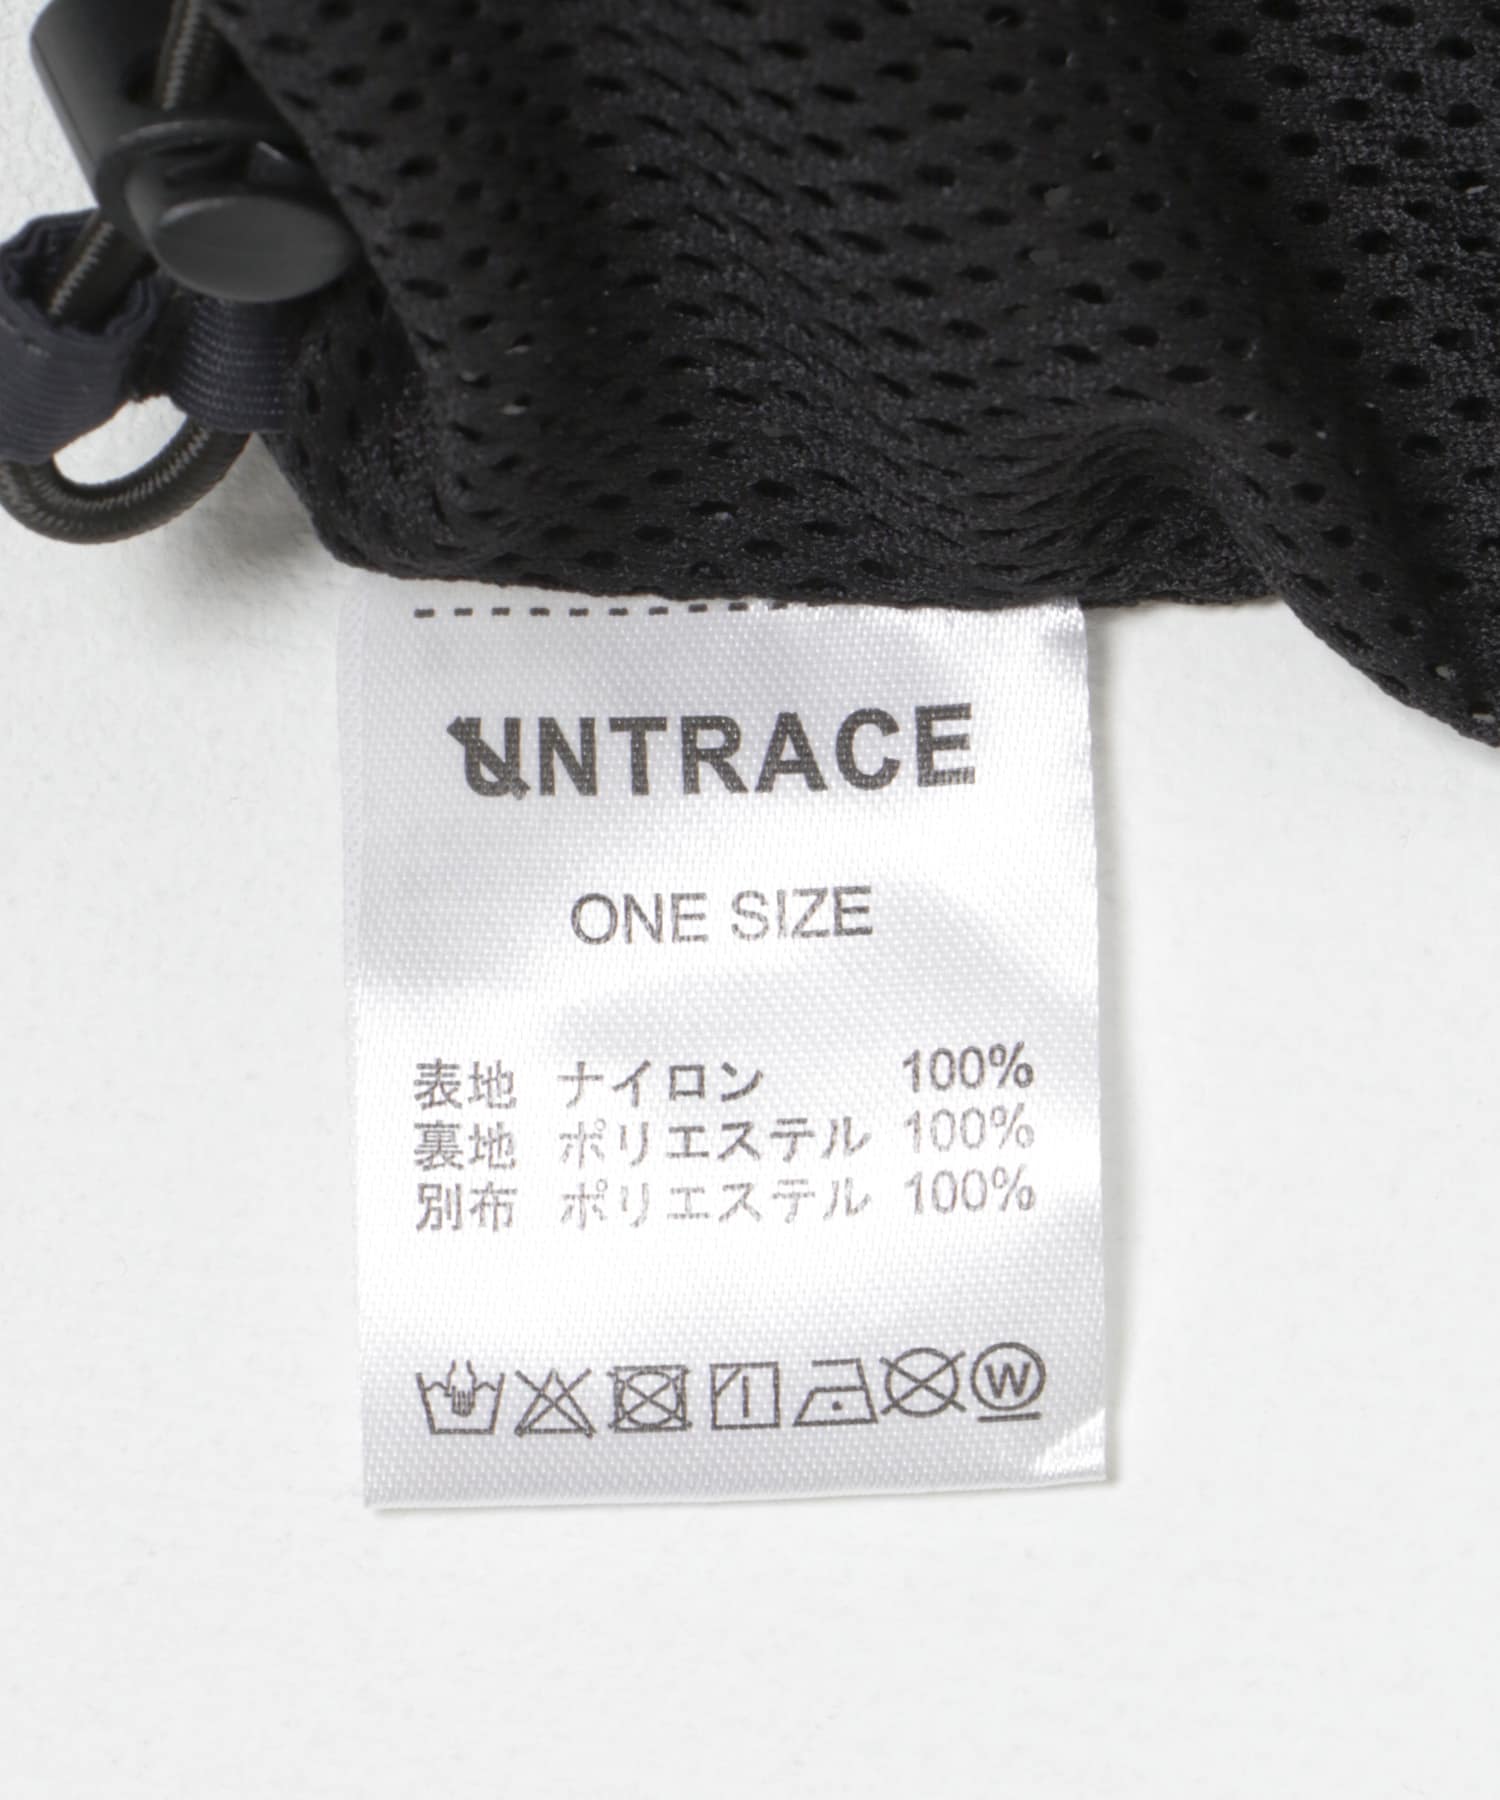 UNTRACE
ONE SIZE
表地 ナイロン 100%
裏地 ポリエステル 100%
別布 ポリエステル 100%
W